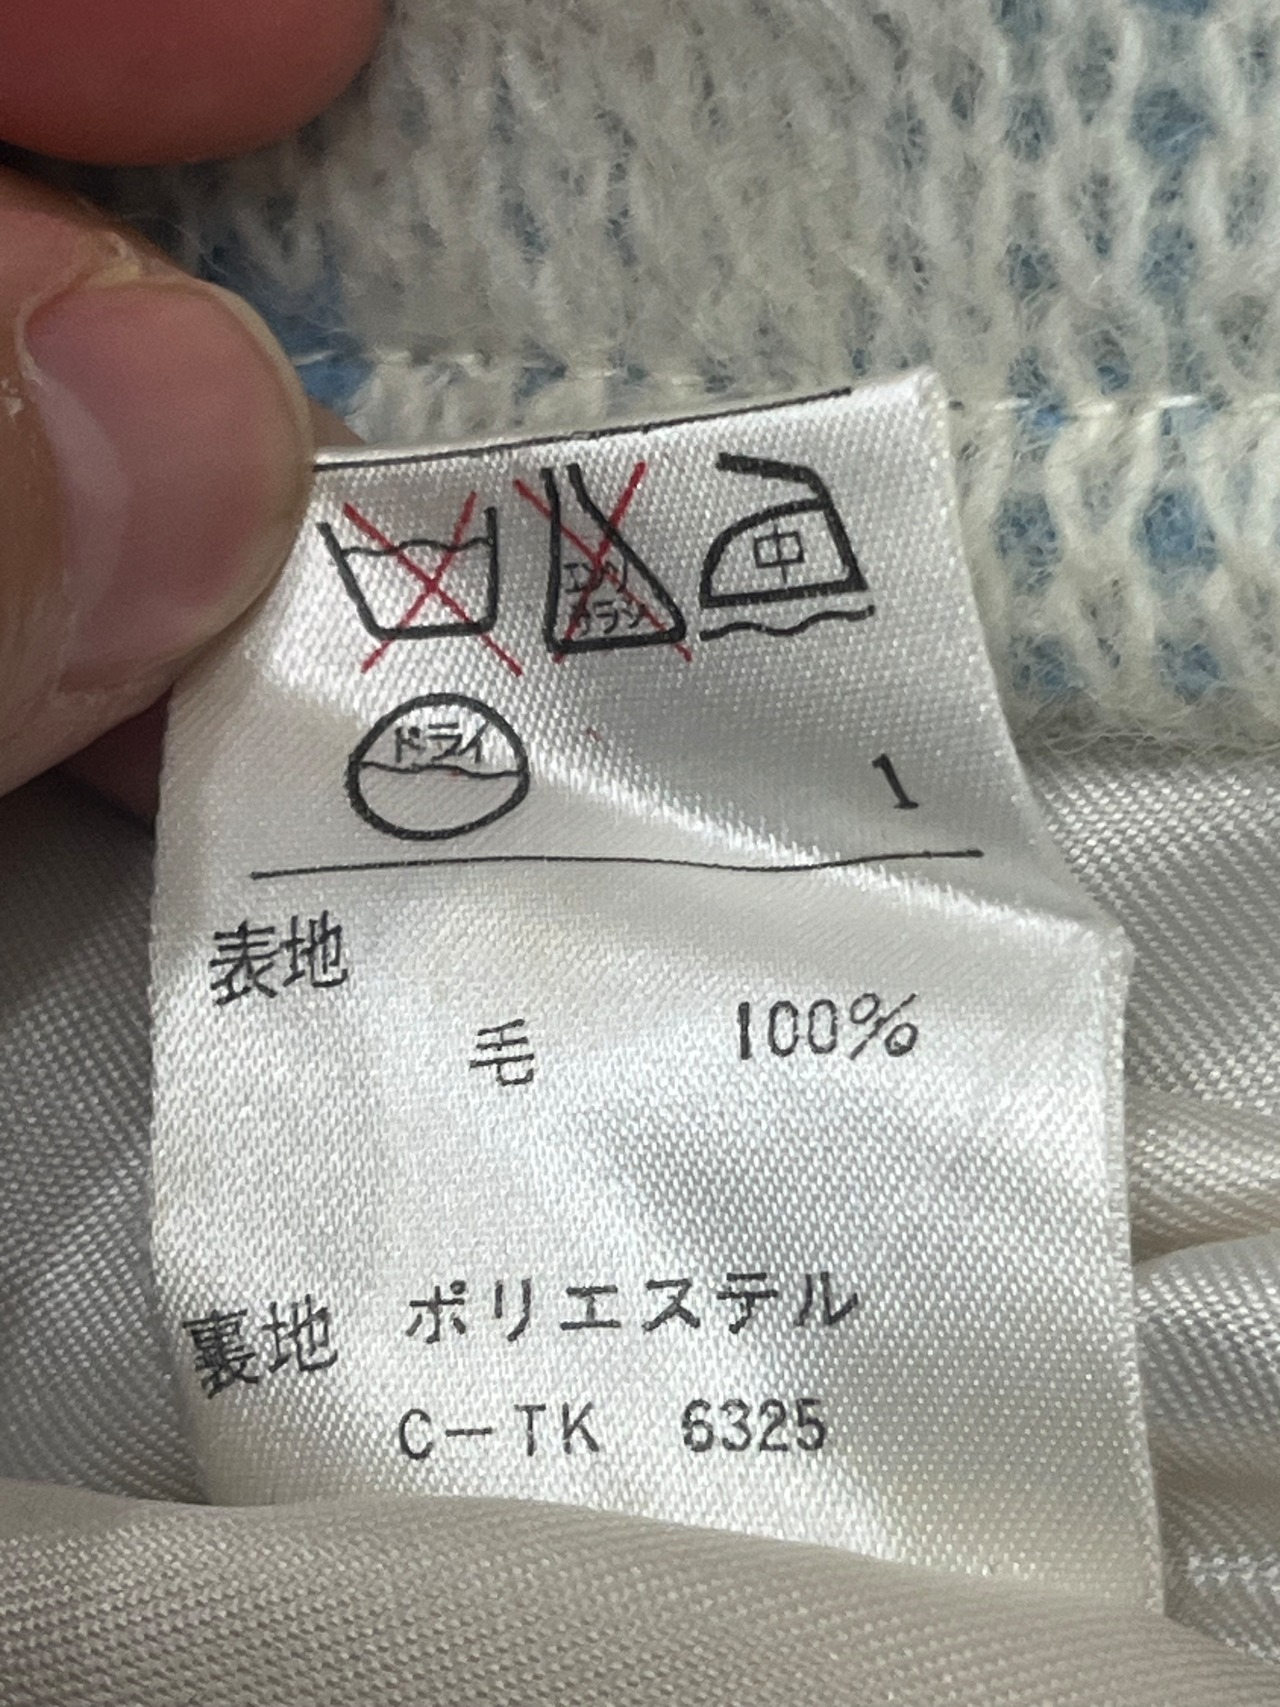 中
エンソ
サラシ
ドライ
1
表地
毛 100%
裏地 ポリエステル
C-TK 6325